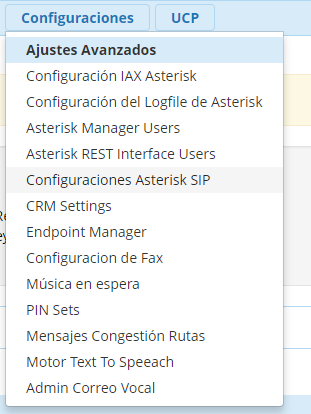 Configuraciones UCP
Ajustes Avanzados
Configuración IAX Asterisk
Configuración del Logfile de Asterisk
Asterisk Manager Users
Asterisk REST Interface Users
Configuraciones Asterisk SIP
CRM Settings
Endpoint Manager
Configuracion de Fax
Música en espera
PIN Sets
Mensajes Congestión Rutas
Motor Text To Speeach
Admin Correo Vocal